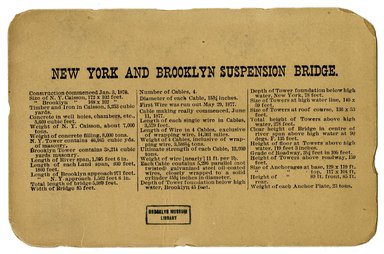 NEW YORK AND BROOKLYN SUSPENSION BRIDGE.
Construction commenced Jan. 3, 1870.
Size of N. Y. Caisson, 172 x 102 feet.
Brooklyn " 168 x 102 "
Timber and Iron in Caisson, 5,253 cubic
yards.
Concrete in well holes, chambers, etc.,
5,669 cubic feet.
Weight of N. Y. Caisson, about 7,000
tons.
Weight of concrete filling, 8,000 tons.
N. Y. Tower contains 46,945 cubic yards
masonry.
Brooklyn Tower contains 38,214 cubic
yards masonry.
Length of River span, 1,595 feet 6 in.
Length of each Land span, 930 feet,
1860 feet.
Length of Brooklyn approach 971 feet.
" N. Y. approach 1,562 feet 6 in.
Total length of bridge 5,989 feet.
Width of Bridge 85 feet.
Number of Cables, 4.
Diameter of each Cable, 15¾ inches.
First Wire was run out May 29, 1877.
Cable making really commenced, June
11, 1877.
Length of each single wire in Cable,
3,579 feet.
Length of Wire in 4 Cables, exclusive
of wrapping wire, 14,361 miles.
Weight of 4 Cables, inclusive of wrapping
wire,
Ultimate strength of each Cable, 12,000
tons.
Weight of wire [nearly] 11 ft. per lb.
Each Cable contains 5,296 parallel not
twisted galvanized steel oil-coated
wires, closely wrapped to a solid
cylinder 15¾ inches in diameter.
Depth of Tower foundation below high
water, Brooklyn 45 feet.
Depth of Tower foundation below high
water, New York, 78 feet.
Size of Towers at high water line, 140 x
59 feet.
Size of Towers at roof course, 136 x 53
feet.
Total height of Towers above high
water, 278 feet.
Clear height of Bridge in centre of
river span above high water at 90
deg. F. 135 feet.
Height of floor at Towers above high
water, 119 feet 3 inches.
Grade of Roadway, 3¼ feet in 100 feet.
Height of Towers above roadway, 159
feet.
Size of Anchorages at base, 129 x 119 ft.
" " " top, 117 x 104 ft.
Height " " 89 ft. front, 85 ft.
rear.
Weight of each Anchor Plate, 23 tons.
BROOKLYN MUSEUM
LIBRARY